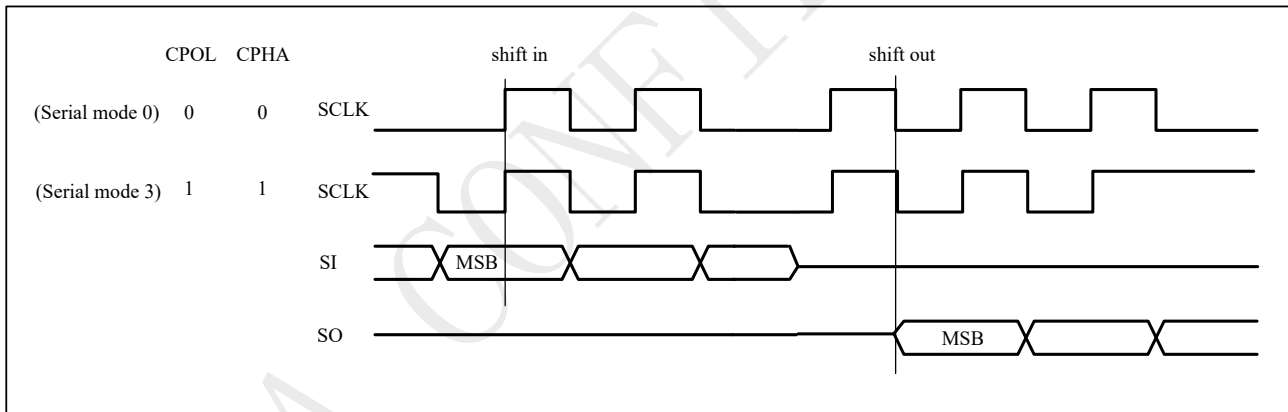 CPOL CPHA shift in shift out
(Serial mode 0) 0 0 SCLK
(Serial mode 3) 1 1 SCLK
SI MSB
SO MSB